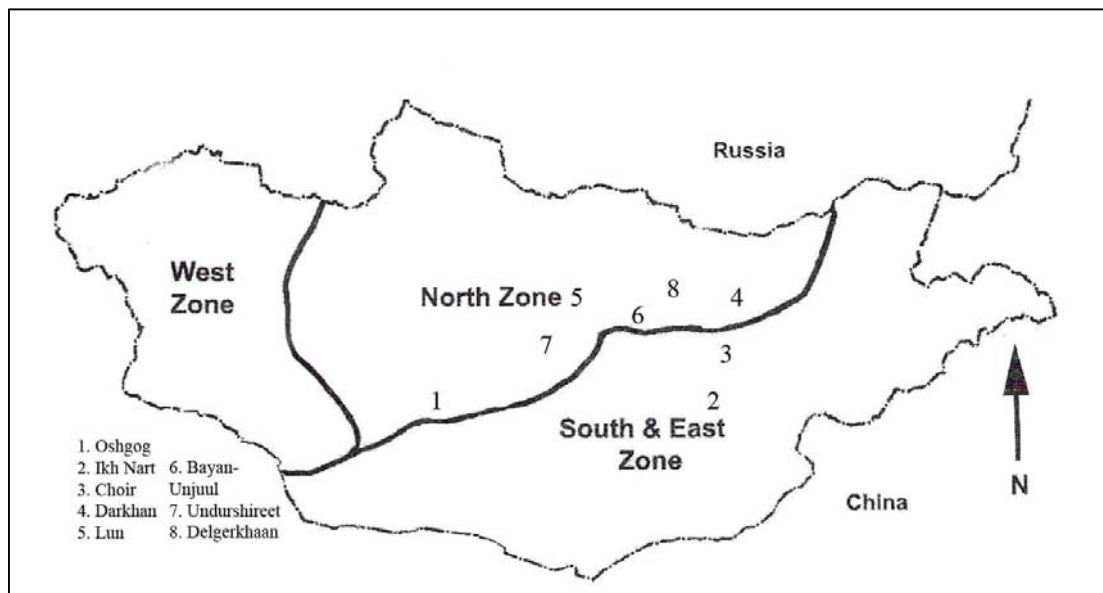 Russia
West
Zone
North Zone 5
8
4
6
7
3
1
2
South & East
Zone
1. Oshgog
2. Ikh Nart 6. Bayan-
3. Choir Unjuul
4. Darkhan 7. Undurshireet
5. Lun 8. Delgerkhaan
China
N